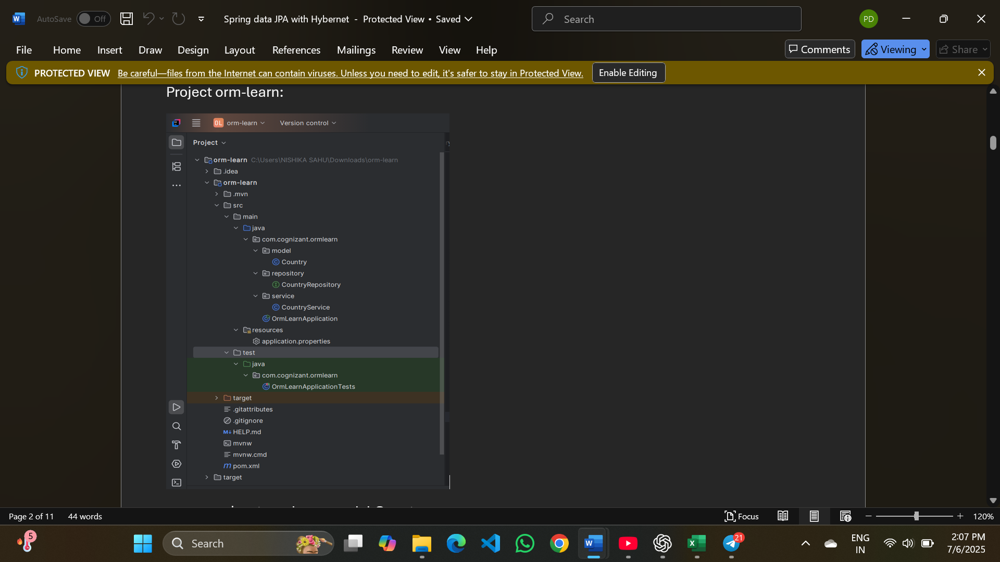 AutoSave Off Spring data JPA with Hybernet - Protected View • Saved Search PD
File Home Insert Draw Design Layout References Mailings Review View Help Comments Viewing Share
PROTECTED VIEW Be careful—files from the Internet can contain viruses. Unless you need to edit, it's safer to stay in Protected View. Enable Editing
Project orm-learn:
OL orm-learn Version control
Project
orm-learn C:\Users\NISHIKA SAHU\Downloads\orm-learn
.idea
orm-learn
.mvn
src
main
java
com.cognizant.ormlearn
model
Country
repository
CountryRepository
service
CountryService
OrmLearnApplication
resources
application.properties
test
java
com.cognizant.ormlearn
OrmLearnApplicationTests
target
.gitattributes
.gitignore
HELP.md
mvnw
mvnw.cmd
pom.xml
target
Page 2 of 11 44 words Focus 120%
5 Search 21 ENG IN 2:07 PM 7/6/2025